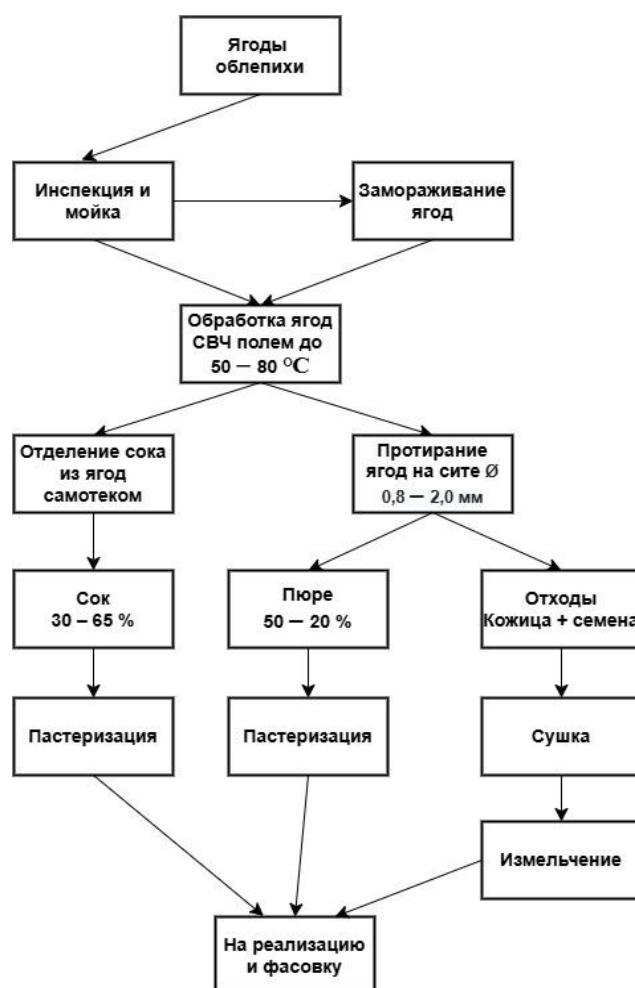 Ягоды
облепихи
Инспекция и
мойка
Замораживание
ягод
Обработка ягод
СВЧ полем до
50 — 80 °C
Отделение сока
из ягод
самотеком
Протирание
ягод на сите Ø
0,8 — 2,0 мм
Сок
30 – 65 %
Пюре
50 — 20 %
Отходы
Кожица + семена
Пастеризация
Пастеризация
Сушка
Измельчение
На реализацию
и фасовку